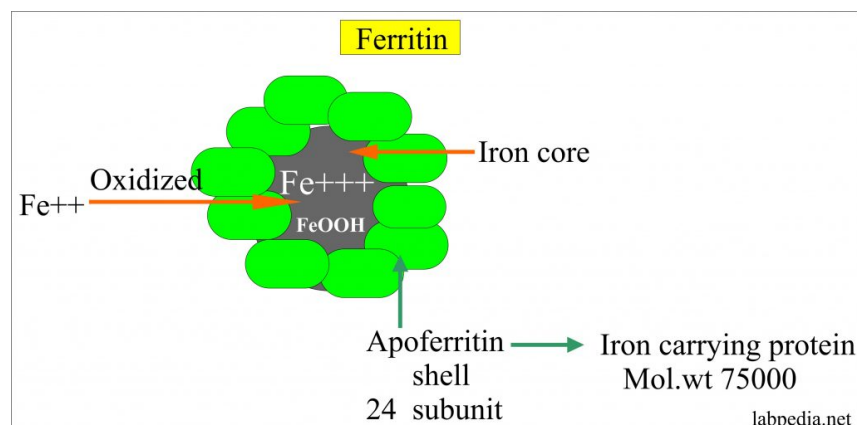 Ferritin
Iron core
Oxidized
Fe+++
Fe++
FeOOH
Apoferritin
shell
24 subunit
Iron carrying protein
Mol.wt 75000
labpedia.net